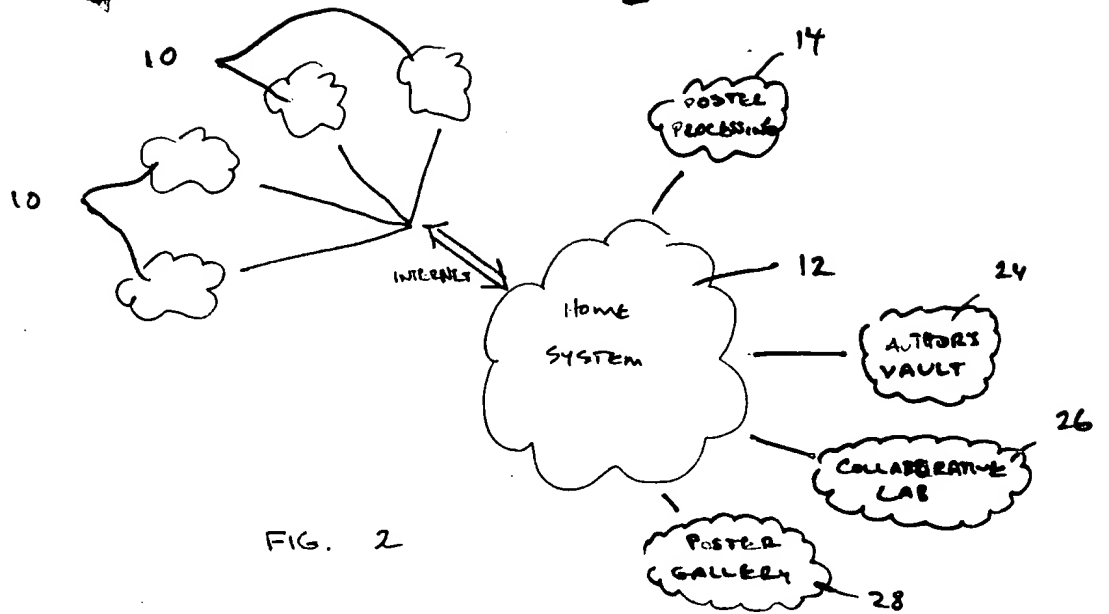 10
14
POSTER
PROCESSING
10
INTERNET
12
HOME
SYSTEM
24
AUTHOR'S
VAULT
26
COLLABORATIVE
LAB
FIG. 2
POSTER
GALLERY
28